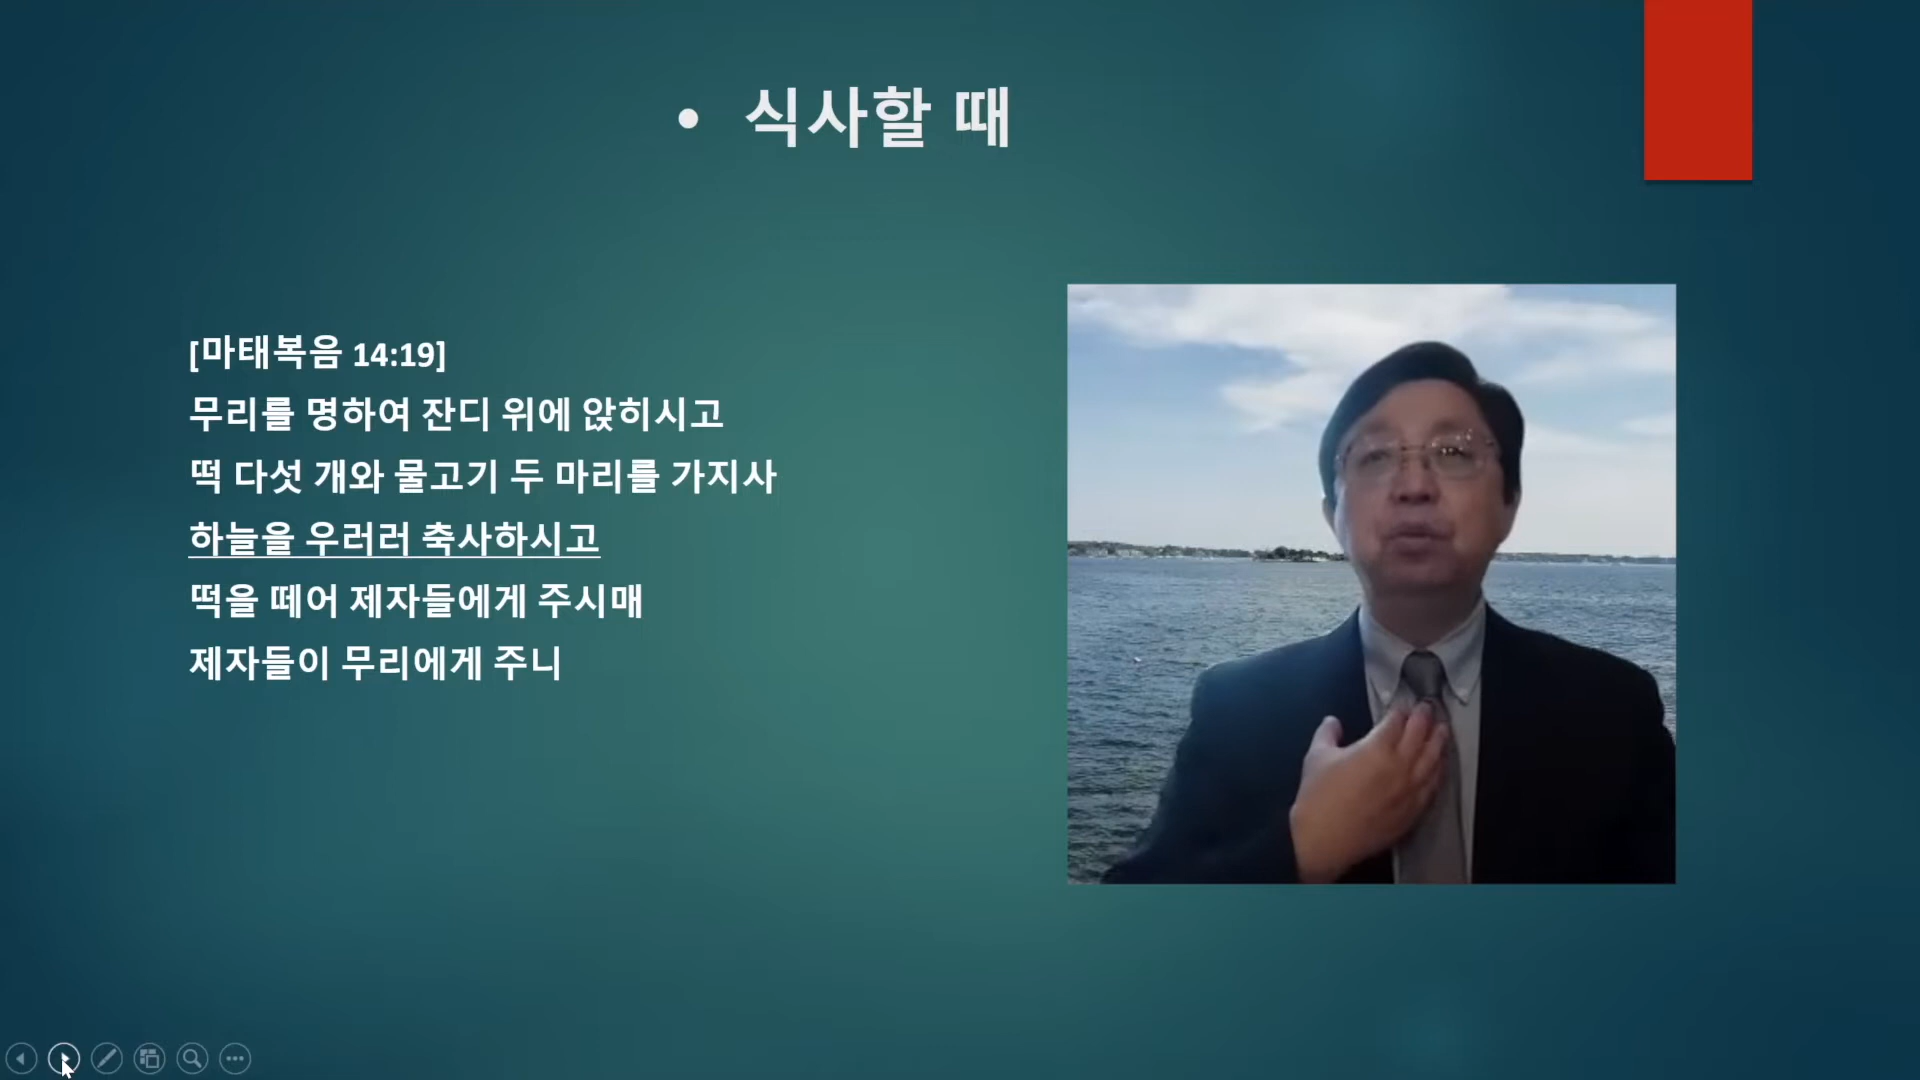 • 식사할 때
[마태복음 14:19]
무리를 명하여 잔디 위에 앉히시고
떡 다섯 개와 물고기 두 마리를 가지사
하늘을 우러러 축사하시고
떡을 떼어 제자들에게 주시매
제자들이 무리에게 주니